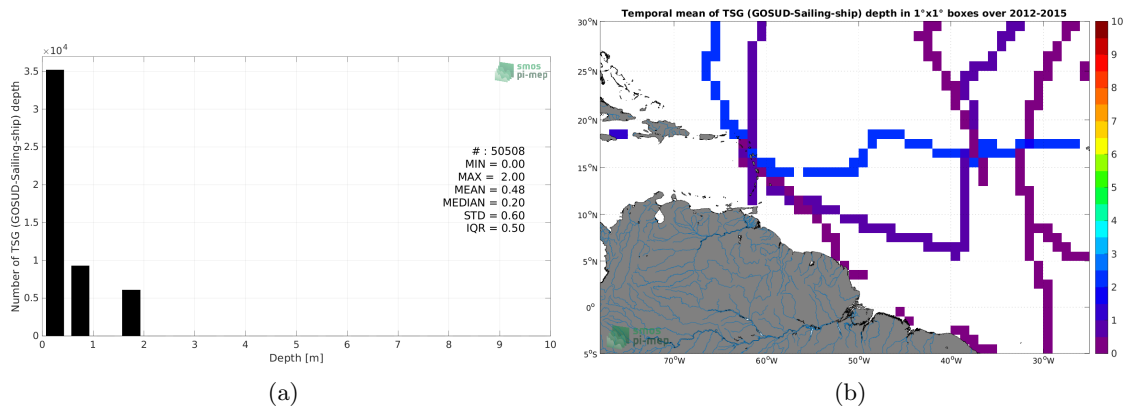 ×10⁴
smos
pi-mep
3.5
3
2.5
2
1.5
1
0.5
0
Number of TSG (GOSUD-Sailing-ship) depth
# : 50508
MIN = 0.00
MAX = 2.00
MEAN = 0.48
MEDIAN = 0.20
STD = 0.60
IQR = 0.50
0 1 2 3 4 5 6 7 8 9 10
Depth [m]
(a)
Temporal mean of TSG (GOSUD-Sailing-ship) depth in 1°x1° boxes over 2012-2015
30°N
25°N
20°N
15°N
10°N
5°N
0°
5°S
70°W 60°W 50°W 40°W 30°W
smos
pi-mep
10
9
8
7
6
5
4
3
2
1
0
(b)